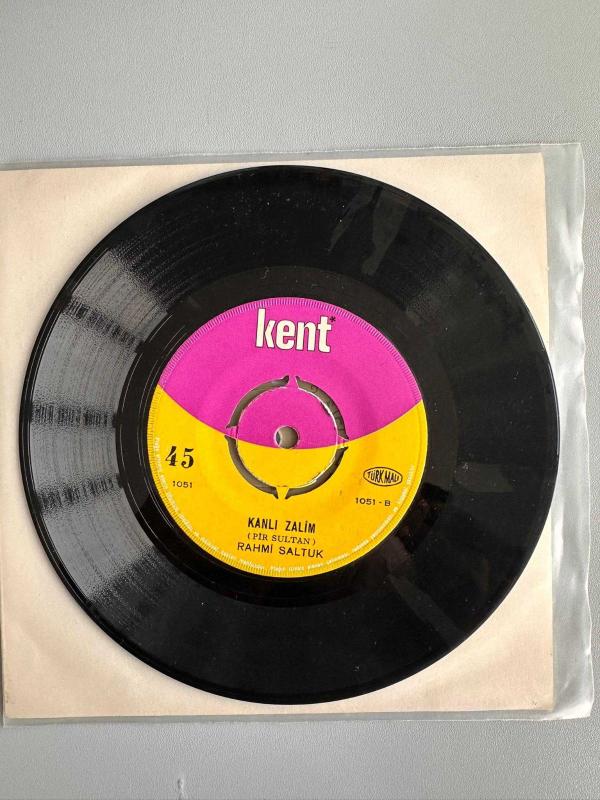 kent*
45
1051
TÜRK MALI
1051 - B
KANLI ZALİM
(PİR SULTAN)
RAHMİ SALTUK